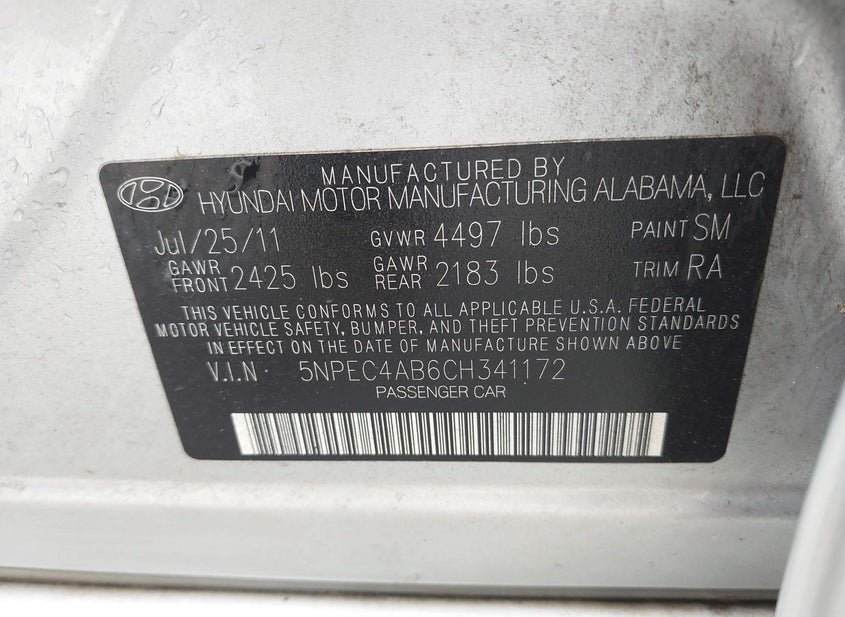 MANUFACTURED BY
HYUNDAI MOTOR MANUFACTURING ALABAMA, LLC
Jul/25/11 GVWR 4497 lbs PAINT SM
GAWR FRONT 2425 lbs GAWR REAR 2183 lbs TRIM RA
THIS VEHICLE CONFORMS TO ALL APPLICABLE U.S.A. FEDERAL
MOTOR VEHICLE SAFETY, BUMPER, AND THEFT PREVENTION STANDARDS
IN EFFECT ON THE DATE OF MANUFACTURE SHOWN ABOVE
V.I.N 5NPEC4AB6CH341172
PASSENGER CAR